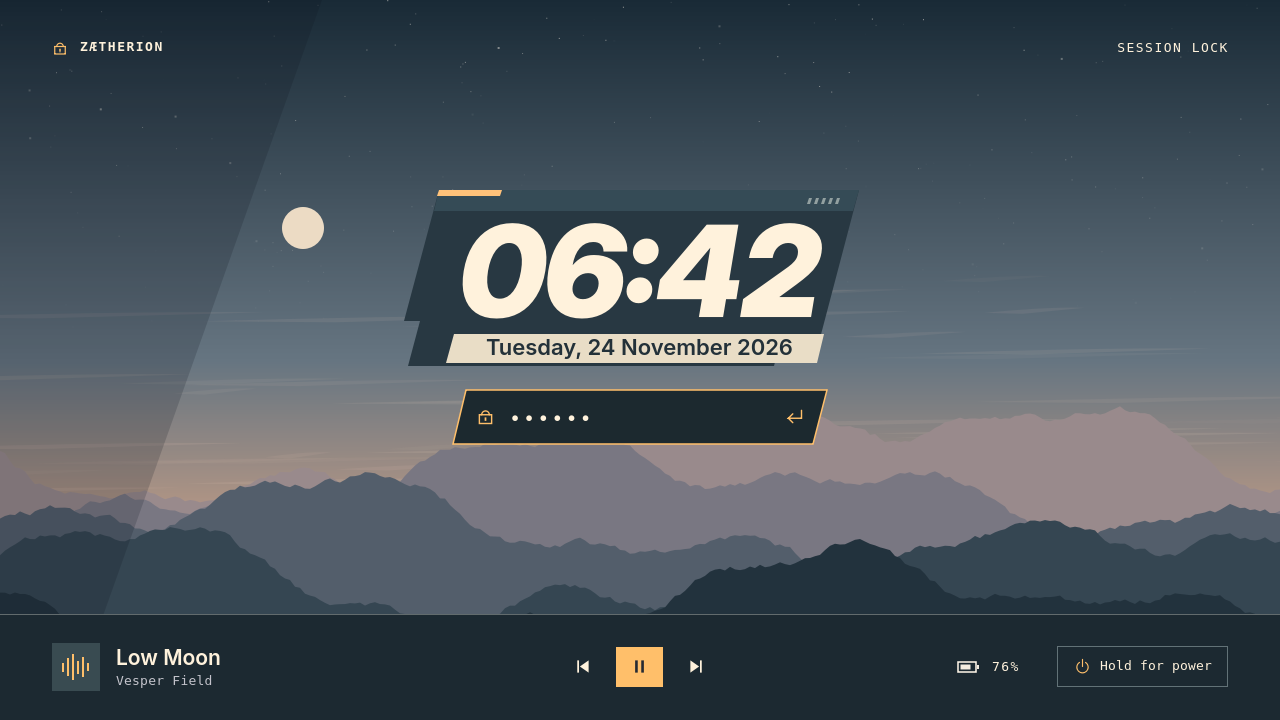 ZÆTHERION
SESSION LOCK
06:42
Tuesday, 24 November 2026
Low Moon
Vesper Field
76%
Hold for power